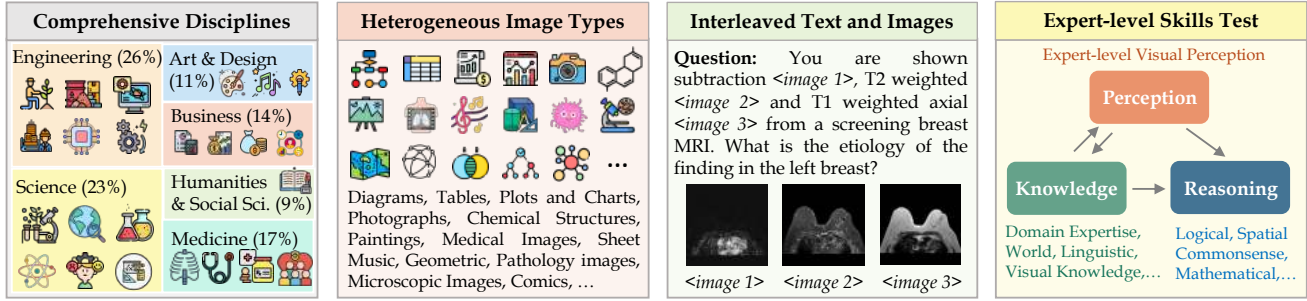 Comprehensive Disciplines
Engineering (26%)
Art & Design
(11%)
Business (14%)
Science (23%)
Humanities
& Social Sci. (9%)
Medicine (17%)
Heterogeneous Image Types
Diagrams, Tables, Plots and Charts,
Photographs, Chemical Structures,
Paintings, Medical Images, Sheet
Music, Geometric, Pathology images,
Microscopic Images, Comics, …
Interleaved Text and Images
Question: You are shown
subtraction <image 1>, T2 weighted
<image 2> and T1 weighted axial
<image 3> from a screening breast
MRI. What is the etiology of the
finding in the left breast?
<image 1> <image 2> <image 3>
Expert-level Skills Test
Expert-level Visual Perception
Perception
Knowledge
Reasoning
Domain Expertise,
World, Linguistic,
Visual Knowledge,…
Logical, Spatial
Commonsense,
Mathematical,…